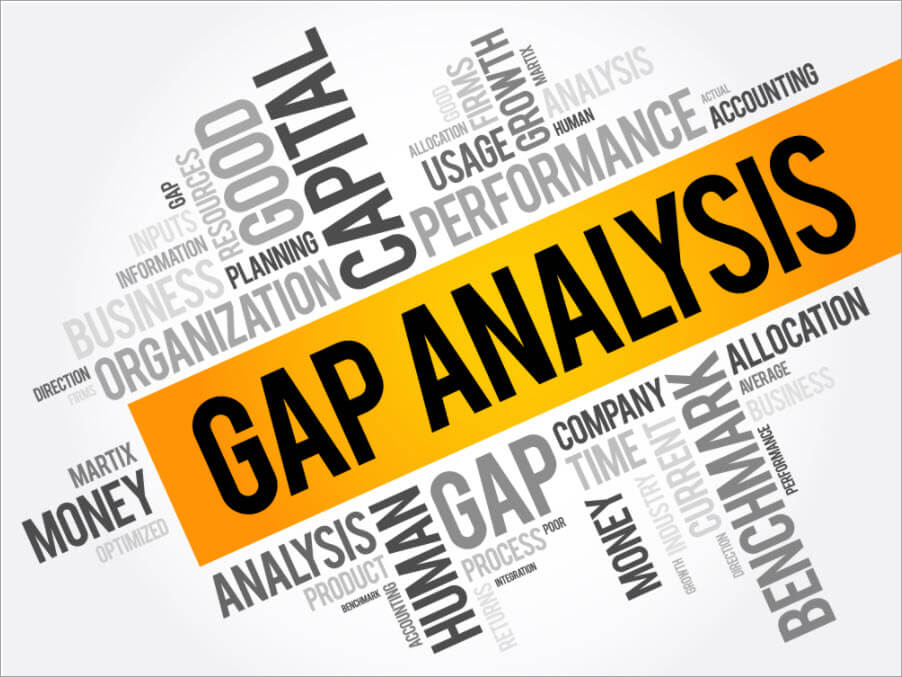 CAPITAL
GOOD
RESOURCES
GAP
INPUTS
INFORMATION
PLANNING
BUSINESS
ORGANIZATION
DIRECTION
FIRMS
GOOD
FIRMS
GROWTH
MARTIX
ANALYSIS
ALLOCATION
HUMAN
USAGE
PERFORMANCE
ACTUAL
ACCOUNTING
GAP ANALYSIS
MARTIX
MONEY
OPTIMIZED
ANALYSIS
PRODUCT
BENCHMARK
ACCOUNTING
HUMAN
GAP
PROCESS
POOR
INTEGRATION
RETURNS
COMPANY
TIME
MONEY
INDUSTRY
GROWTH
CURRENT
DIRECTION
BENCHMARK
ALLOCATION
AVERAGE
BUSINESS
PERFORMANCE